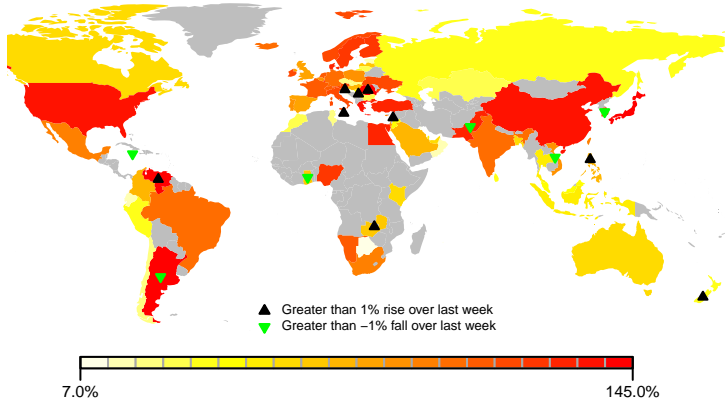 Greater than 1% rise over last week
Greater than −1% fall over last week
7.0%
145.0%